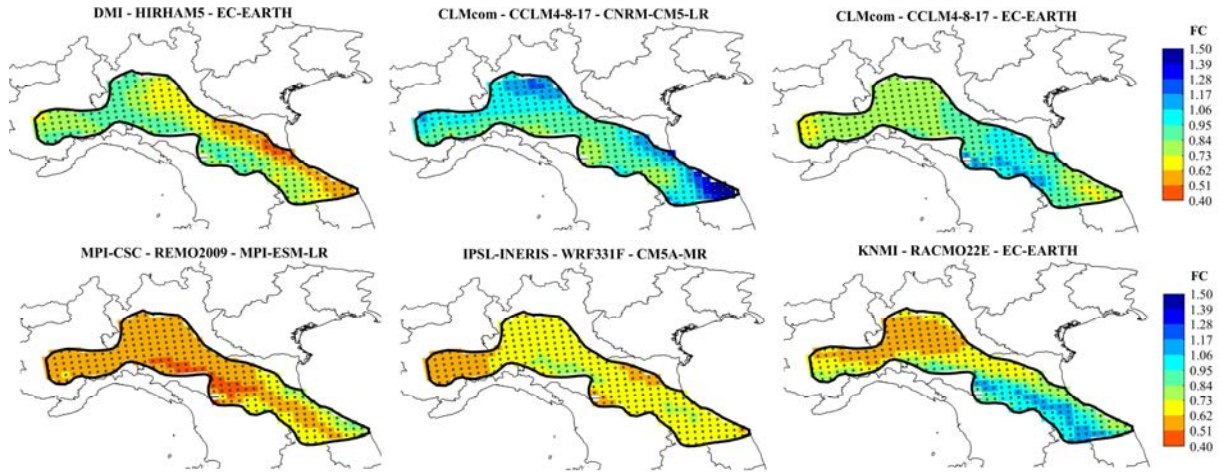 DMI - HIRHAM5 - EC-EARTH
CLMcom - CCLM4-8-17 - CNRM-CM5-LR
CLMcom - CCLM4-8-17 - EC-EARTH
FC
1.50
1.39
1.28
1.17
1.06
0.95
0.84
0.73
0.62
0.51
0.40
MPI-CSC - REMO2009 - MPI-ESM-LR
IPSL-INERIS - WRF331F - CM5A-MR
KNMI - RACMO22E - EC-EARTH
FC
1.50
1.39
1.28
1.17
1.06
0.95
0.84
0.73
0.62
0.51
0.40